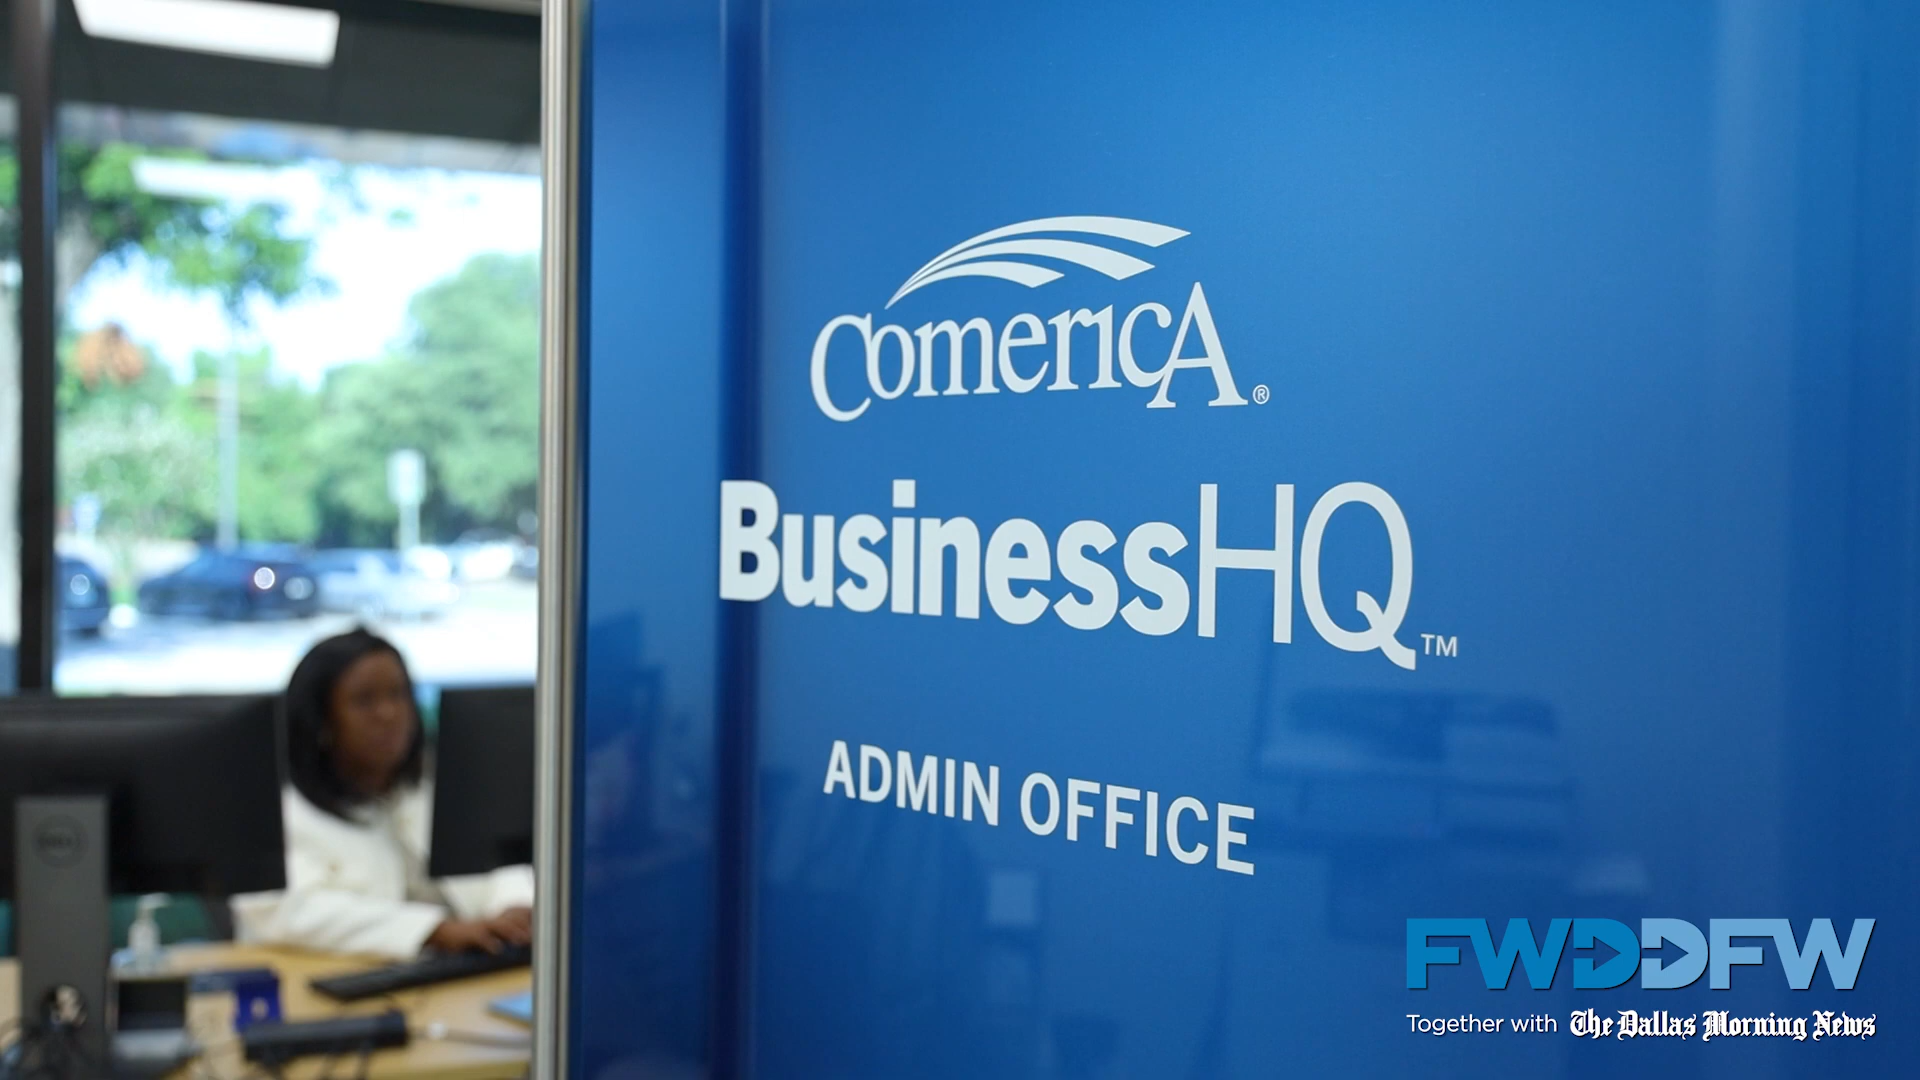 ComericA®
BusinessHQ™
ADMIN OFFICE
FWDDFW
Together with The Dallas Morning News